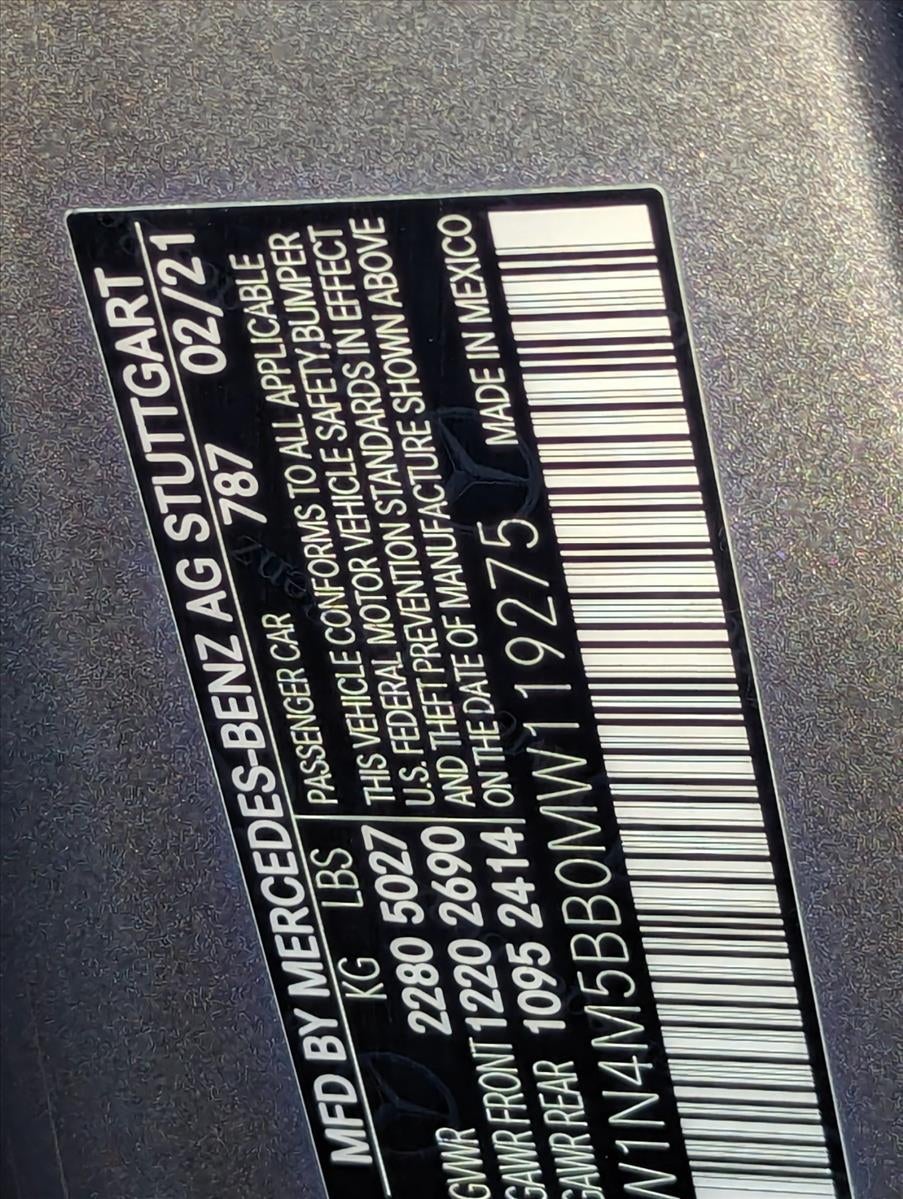 MFD BY MERCEDES-BENZ AG STUTTGART
787 02/21
KG LBS
GVWR 2280 5027
GAWR FRONT 1220 2690
GAWR REAR 1095 2414
PASSENGER CAR
THIS VEHICLE CONFORMS TO ALL APPLICABLE
U.S. FEDERAL MOTOR VEHICLE SAFETY,BUMPER
AND THEFT PREVENTION STANDARDS IN EFFECT
ON THE DATE OF MANUFACTURE SHOWN ABOVE
MADE IN MEXICO
W1N4M5BB0MW119275